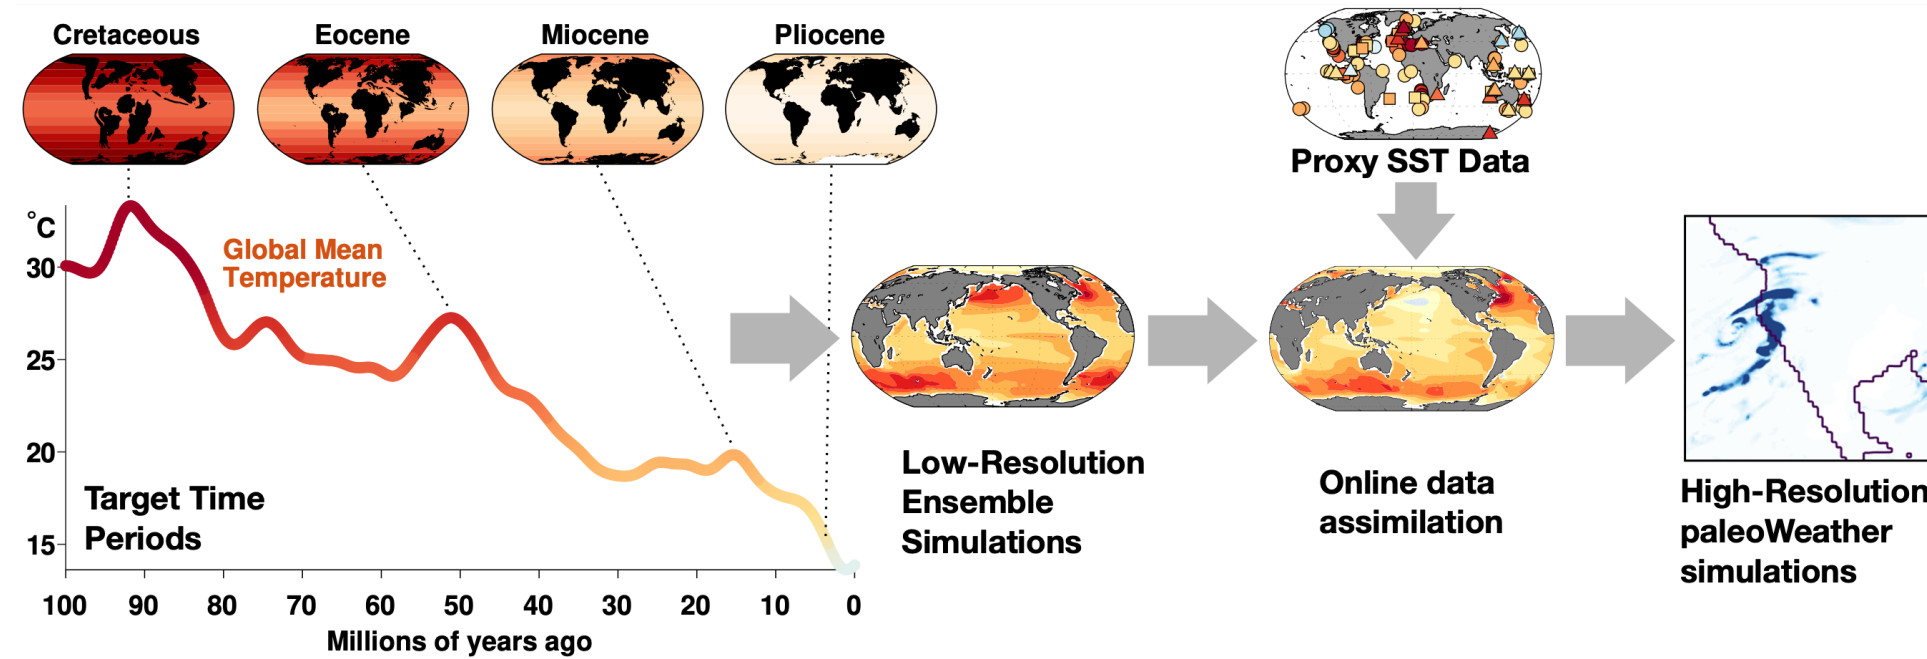 Cretaceous
Eocene
Miocene
Pliocene
°C
30
25
20
15
Global Mean
Temperature
Target Time
Periods
100 90 80 70 60 50 40 30 20 10 0
Millions of years ago
Low-Resolution
Ensemble
Simulations
Proxy SST Data
Online data
assimilation
High-Resolution
paleoWeather
simulations